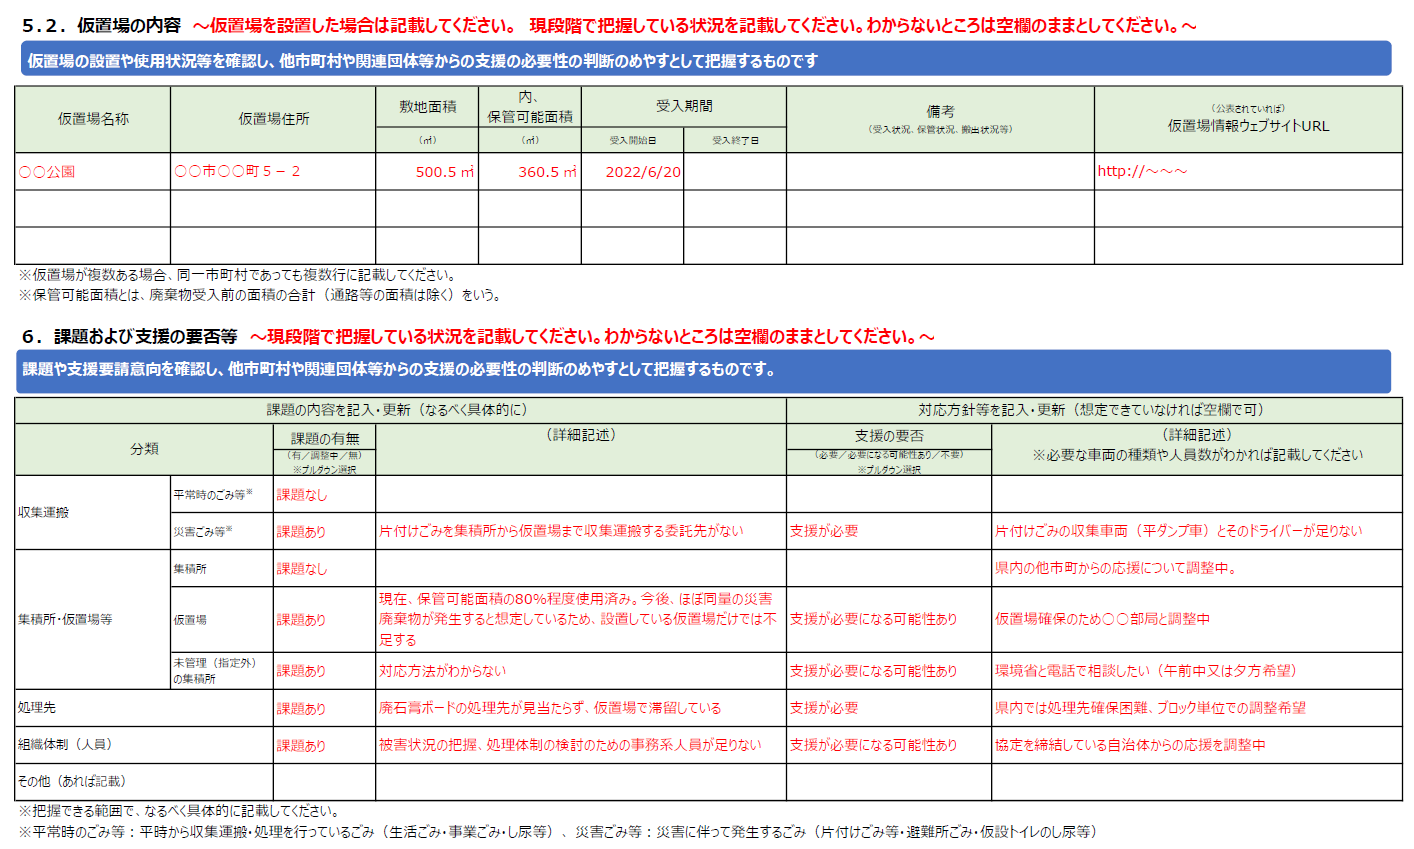 ５.２．仮置場の内容　～仮置場を設置した場合は記載してください。　現段階で把握している状況を記載してください。わからないところは空欄のままとしてください。～
仮置場の設置や使用状況等を確認し、他市町村や関連団体等からの支援の必要性の判断のめやすとして把握するものです
仮置場名称
仮置場住所
敷地面積
（㎡）
内、
保管可能面積
（㎡）
受入期間
受入開始日
受入終了日
備考
（受入状況、保管状況、搬出状況等）
（公表されていれば）
仮置場情報ウェブサイトURL
○○公園
○○市○○町５－２
500.5 ㎡
360.5 ㎡
2022/6/20
http://～～～
※仮置場が複数ある場合、同一市町村であっても複数行に記載してください。
※保管可能面積とは、廃棄物受入前の面積の合計（通路等の面積は除く）をいう。
６．課題および支援の要否等　～現段階で把握している状況を記載してください。わからないところは空欄のままとしてください。～
課題や支援要請意向を確認し、他市町村や関連団体等からの支援の必要性の判断のめやすとして把握するものです。
課題の内容を記入・更新（なるべく具体的に）
対応方針等を記入・更新（想定できていなければ空欄で可）
分類
課題の有無
（有／調整中／無）
※プルダウン選択
（詳細記述）
支援の要否
（必要／必要になる可能性あり／不要）
※プルダウン選択
（詳細記述）
※必要な車両の種類や人員数がわかれば記載してください
収集運搬
平常時のごみ等※
課題なし
災害ごみ等※
課題あり
片付けごみを集積所から仮置場まで収集運搬する委託先がない
支援が必要
片付けごみの収集車両（平ダンプ車）とそのドライバーが足りない
集積所・仮置場等
集積所
課題なし
県内の他市町からの応援について調整中。
仮置場
課題あり
現在、保管可能面積の80%程度使用済み。今後、ほぼ同量の災害
廃棄物が発生すると想定しているため、設置している仮置場だけでは不
足する
支援が必要になる可能性あり
仮置場確保のため○○部局と調整中
未管理（指定外）
の集積所
課題あり
対応方法がわからない
支援が必要になる可能性あり
環境省と電話で相談したい（午前中又は夕方希望）
処理先
課題あり
廃石膏ボードの処理先が見当たらず、仮置場で滞留している
支援が必要
県内では処理先確保困難、ブロック単位での調整希望
組織体制（人員）
課題あり
被害状況の把握、処理体制の検討のための事務系人員が足りない
支援が必要になる可能性あり
協定を締結している自治体からの応援を調整中
その他（あれば記載）
※把握できる範囲で、なるべく具体的に記載してください。
※平常時のごみ等：平時から収集運搬・処理を行っているごみ（生活ごみ・事業ごみ・し尿等）、災害ごみ等：災害に伴って発生するごみ（片付けごみ等・避難所ごみ・仮設トイレのし尿等）